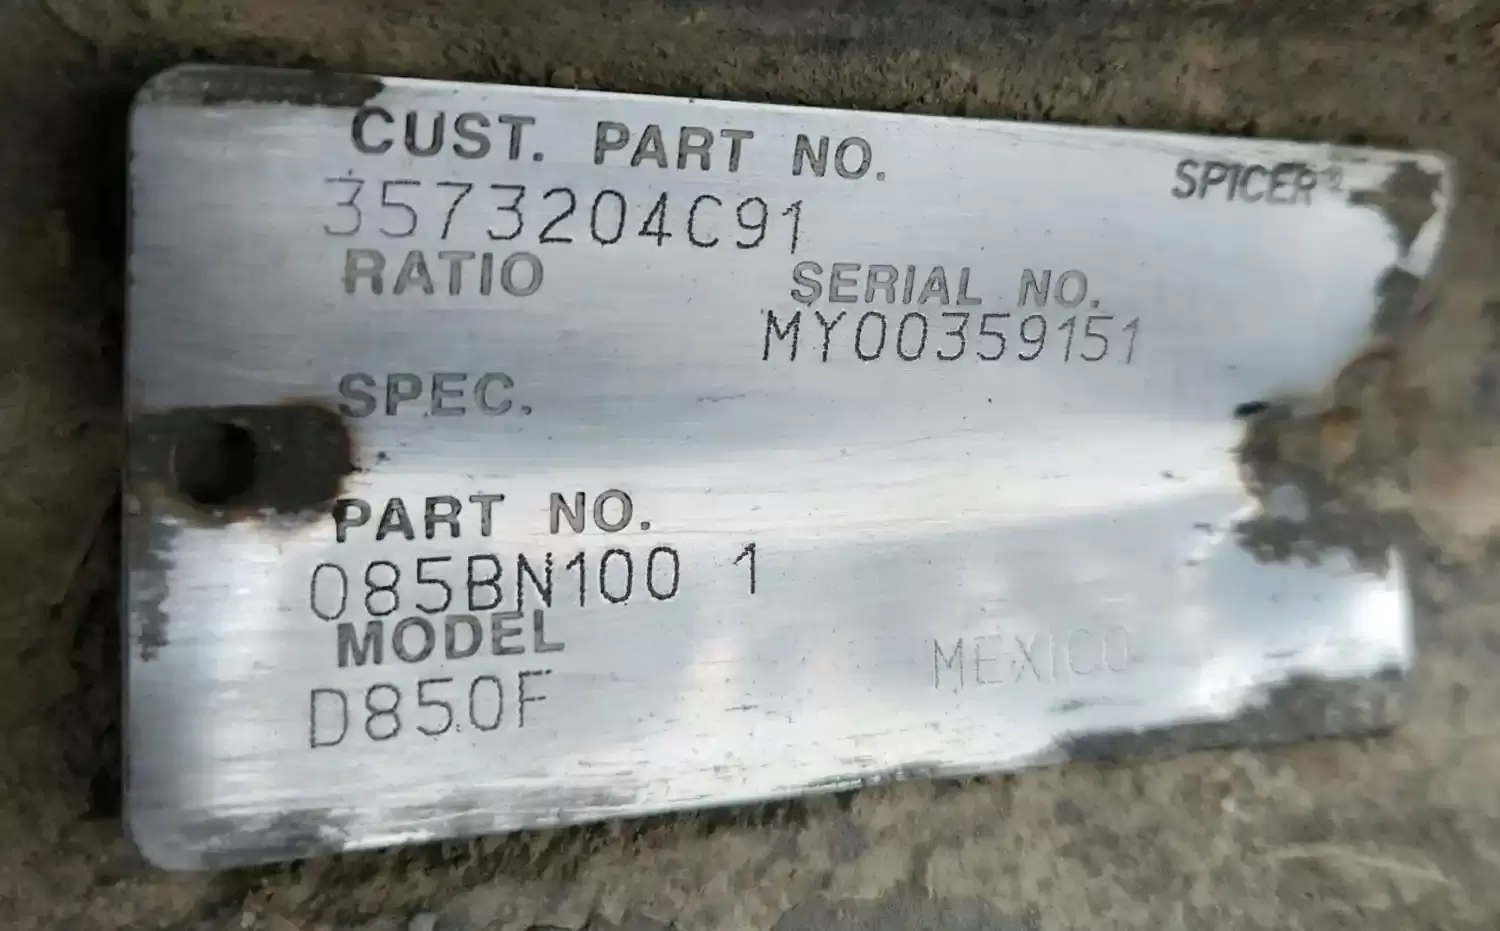 CUST. PART NO.
SPICER®
3573204C91
RATIO
SERIAL NO.
MY00359151
SPEC.
PART NO.
085BN100 1
MODEL
D850F
MEXICO